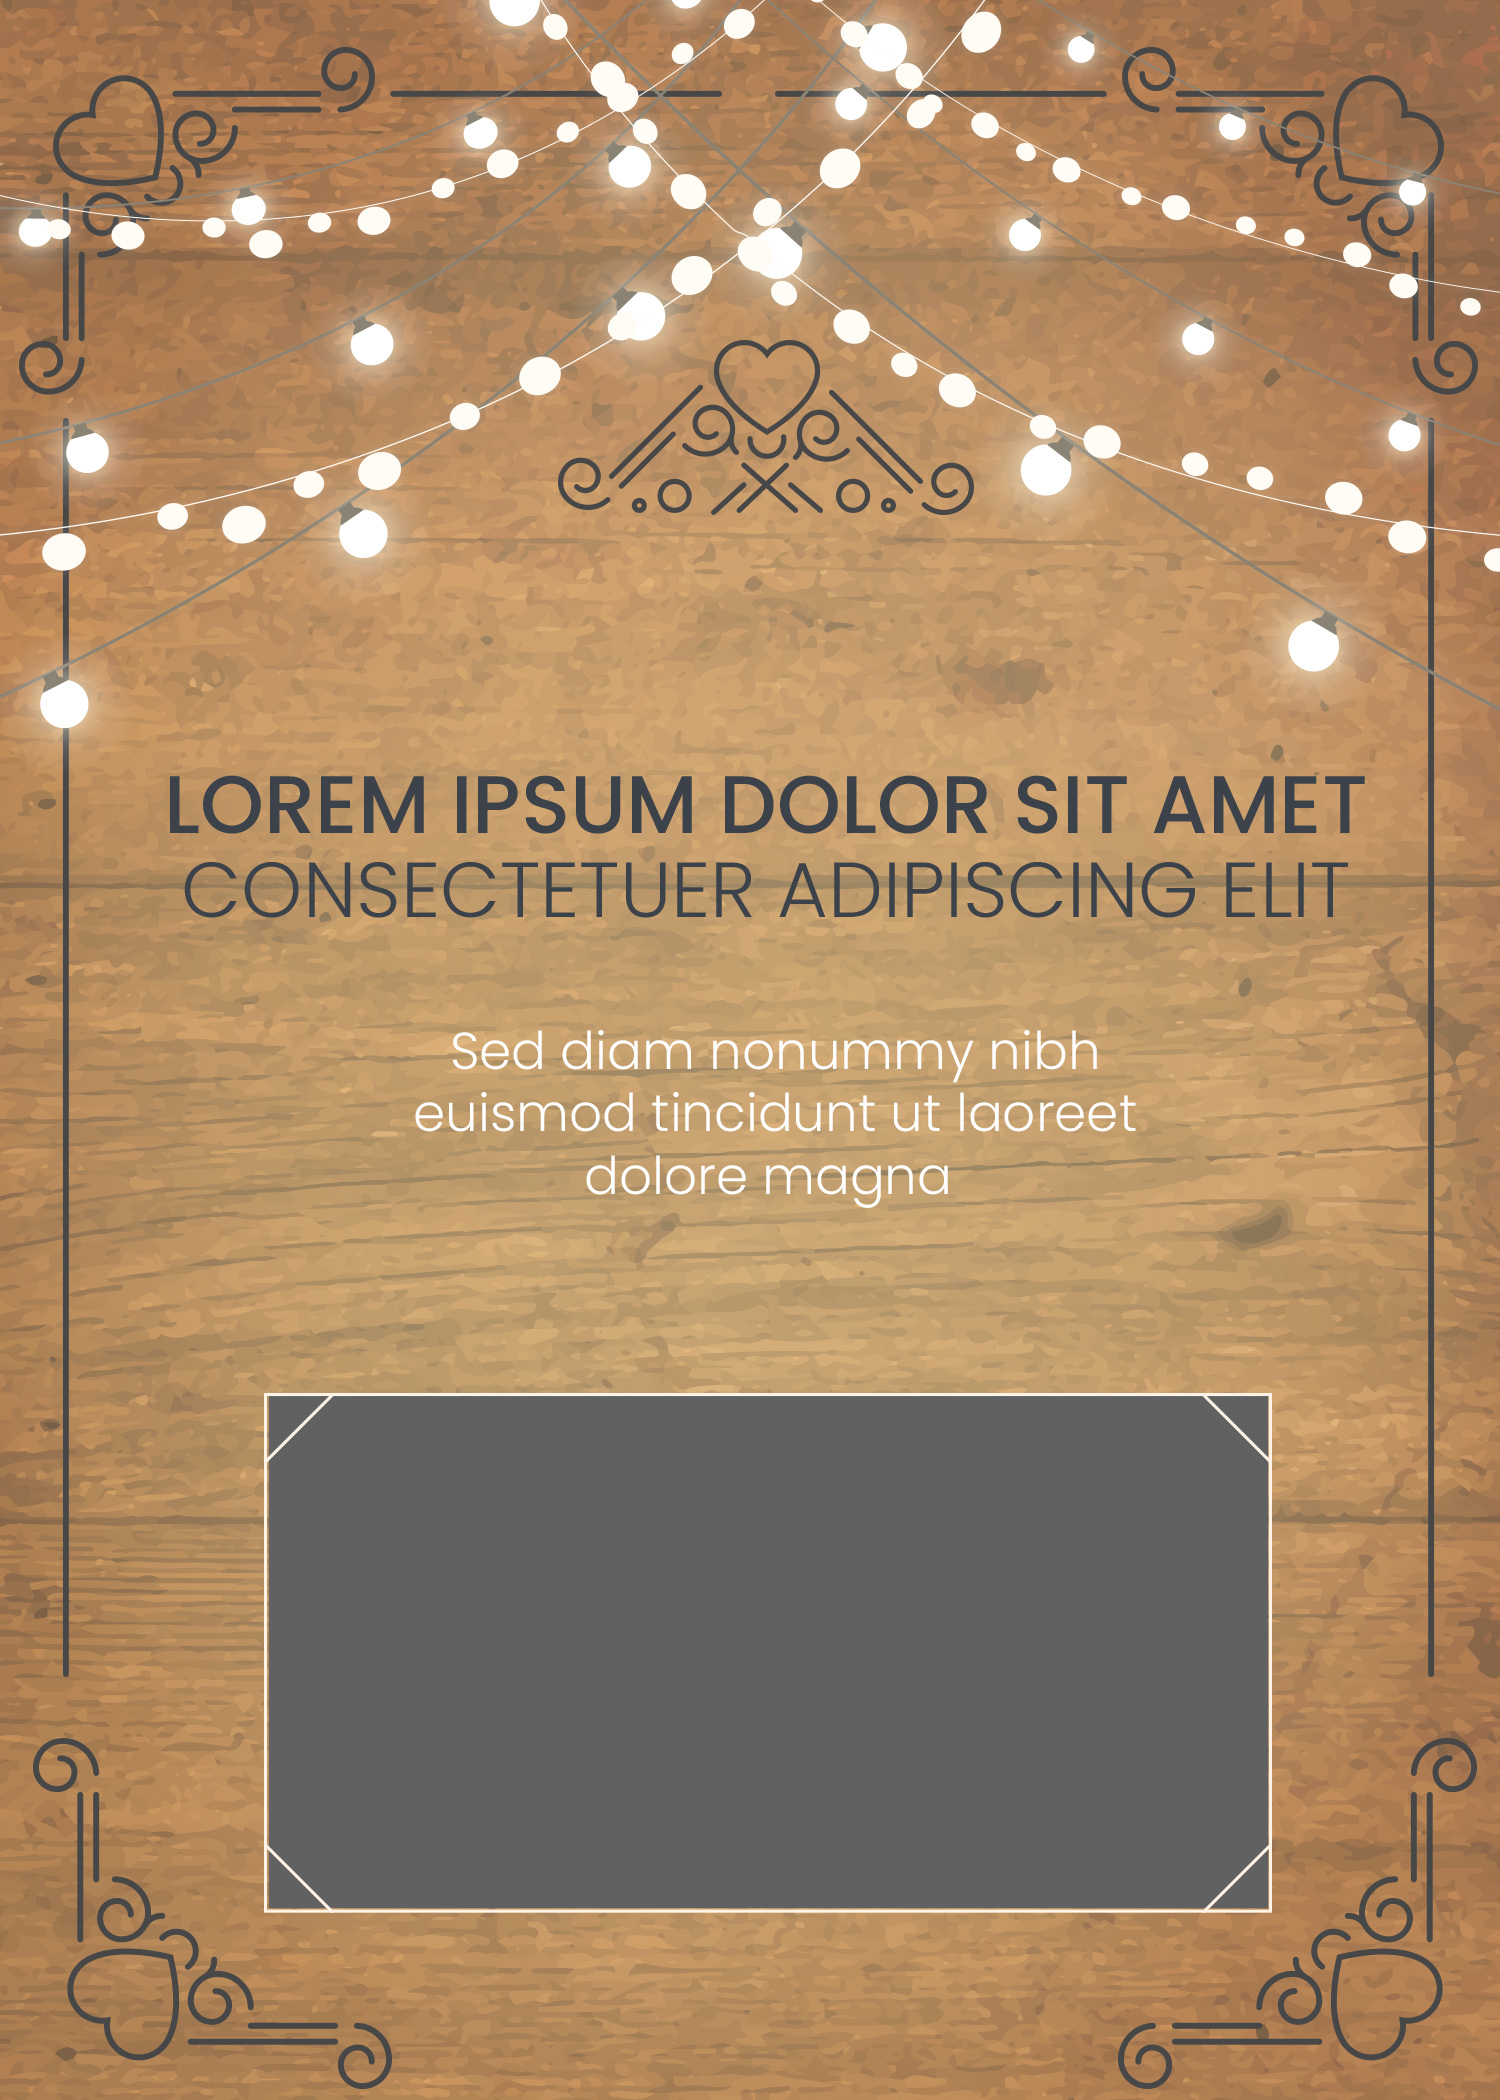 LOREM IPSUM DOLOR SIT AMET
CONSECTETUER ADIPISCING ELIT
Sed diam nonummy nibh
euismod tincidunt ut laoreet
dolore magna